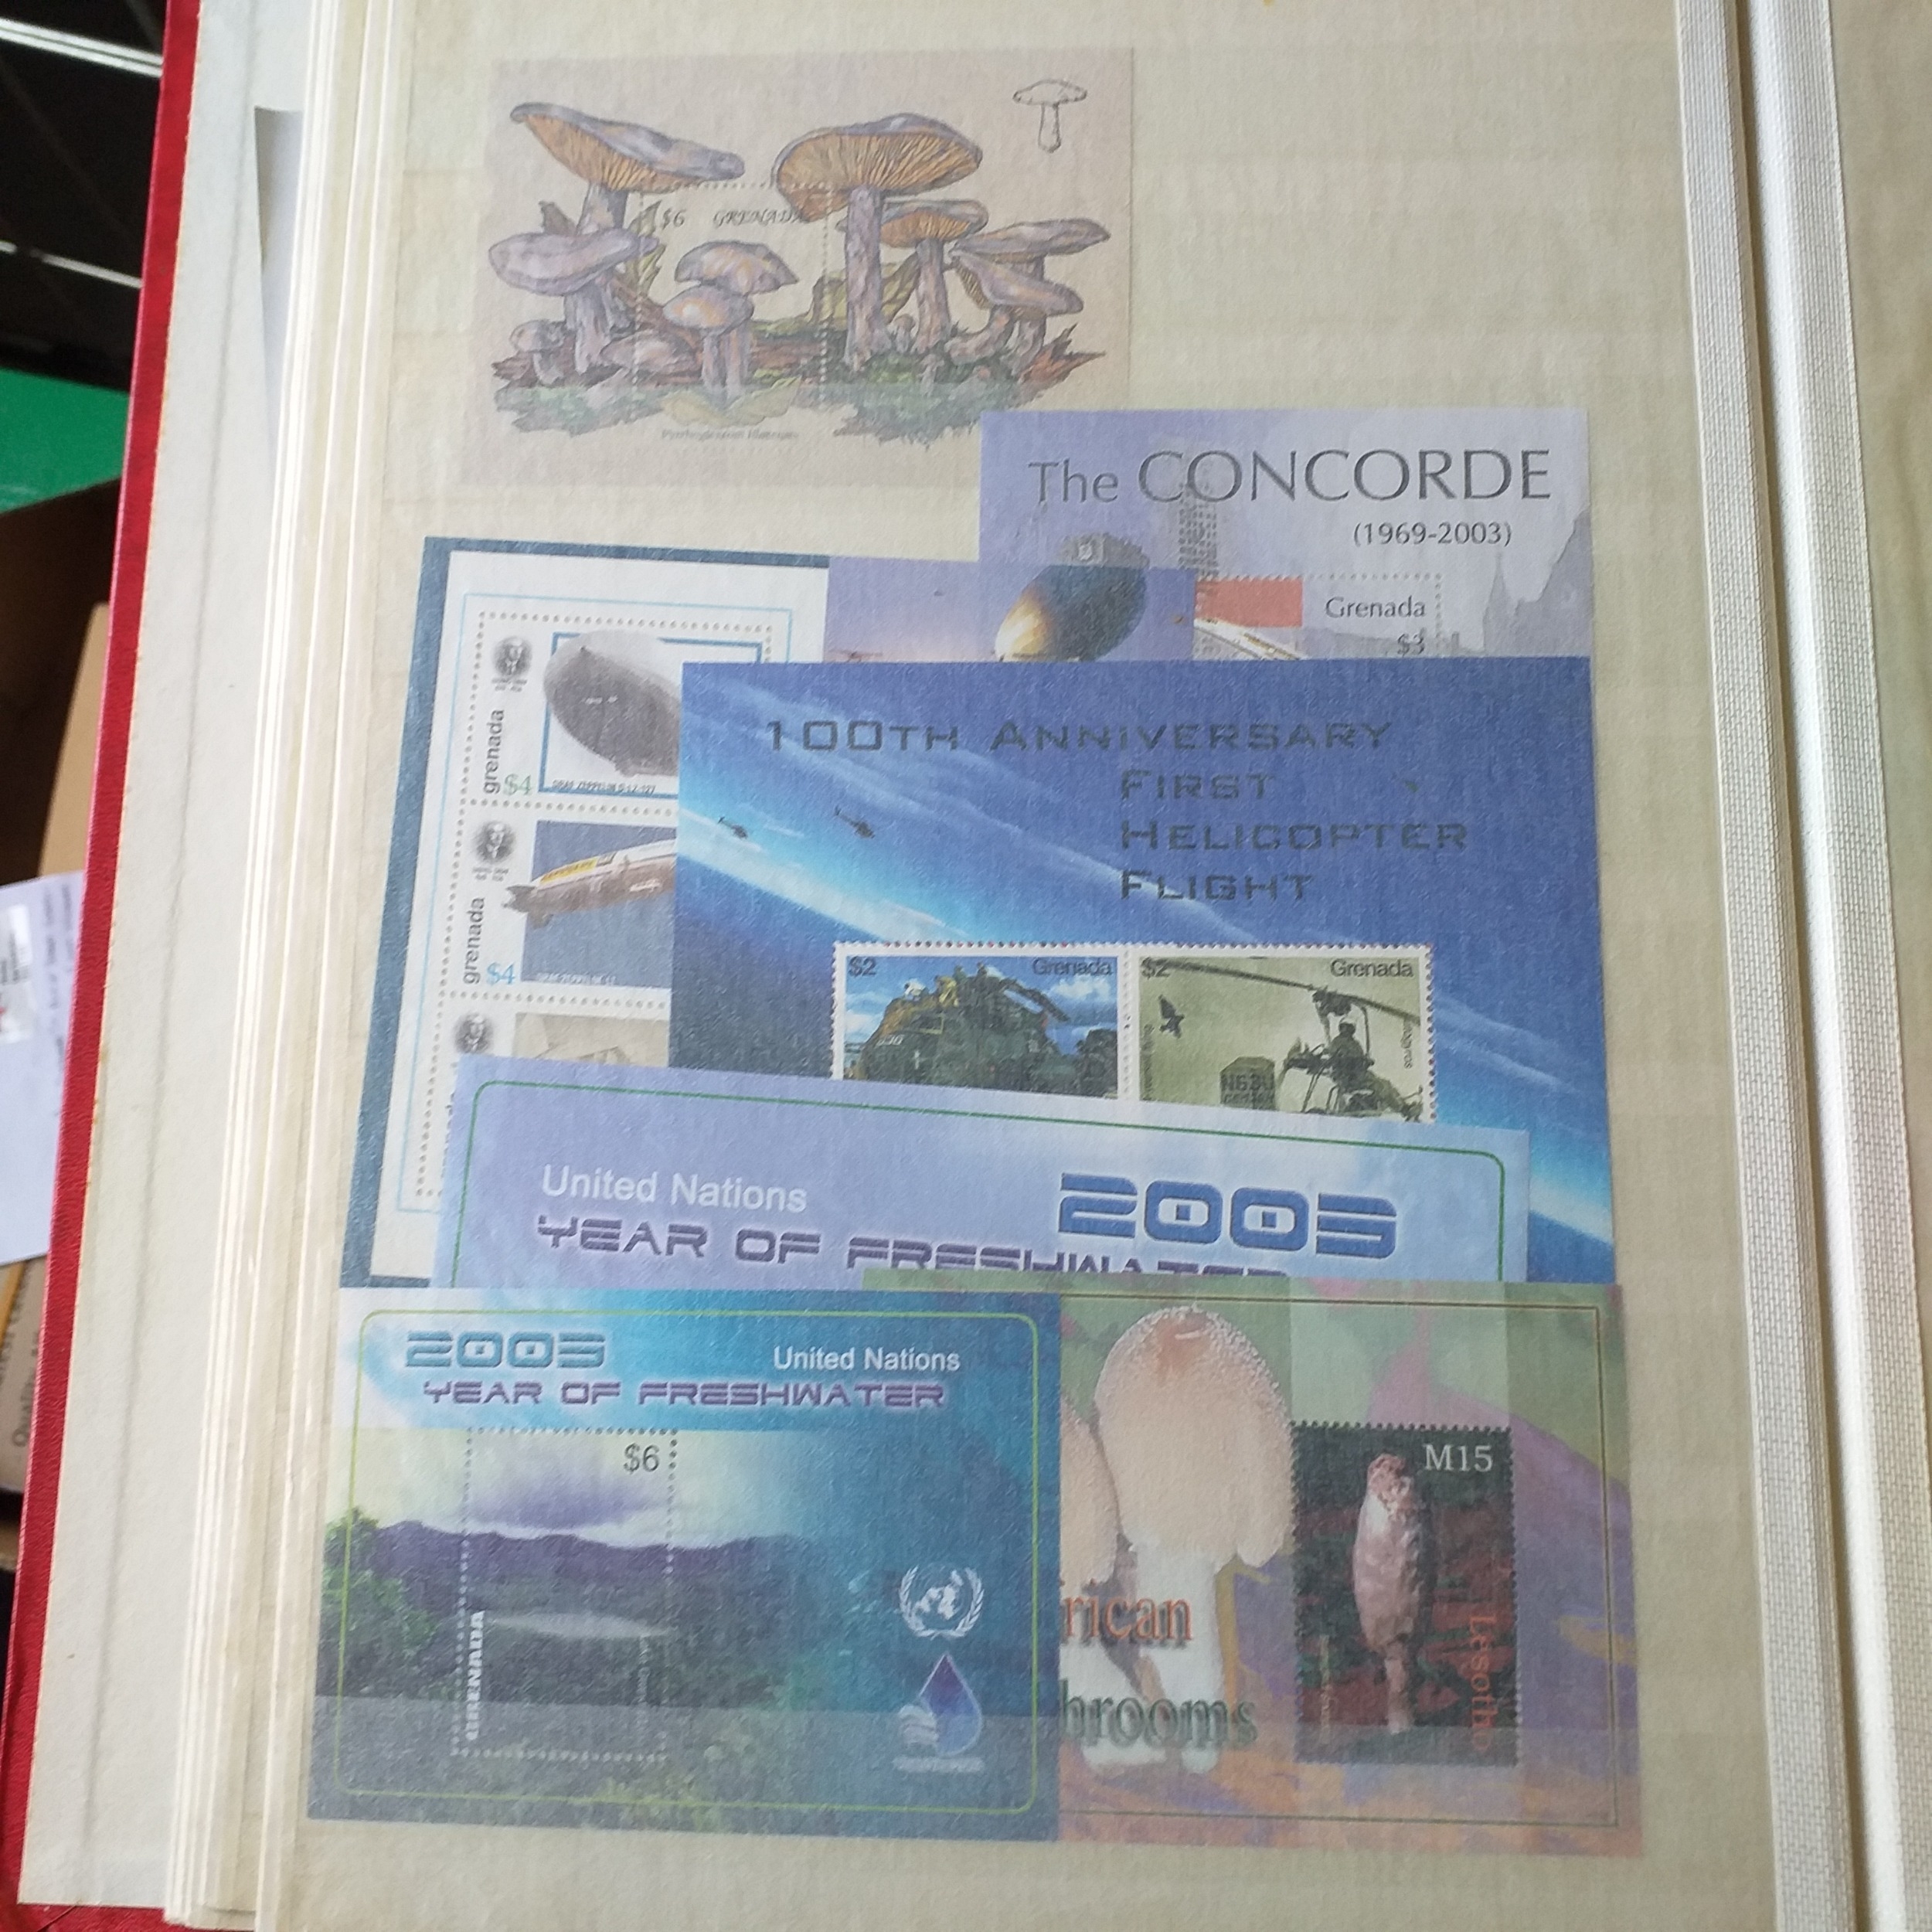 $6 GRENADA
The CONCORDE
(1969-2003)
Grenada
$3
grenada
$4
grenada
$4
100TH ANNIVERSARY
FIRST
HELICOPTER
FLIGHT
$2 Grenada
$2 Grenada
N63U
United Nations 2003
YEAR OF FRESHWATER
2003 United Nations
YEAR OF FRESHWATER
$6
GRENADA
M15
rican
hrooms
Lesotho